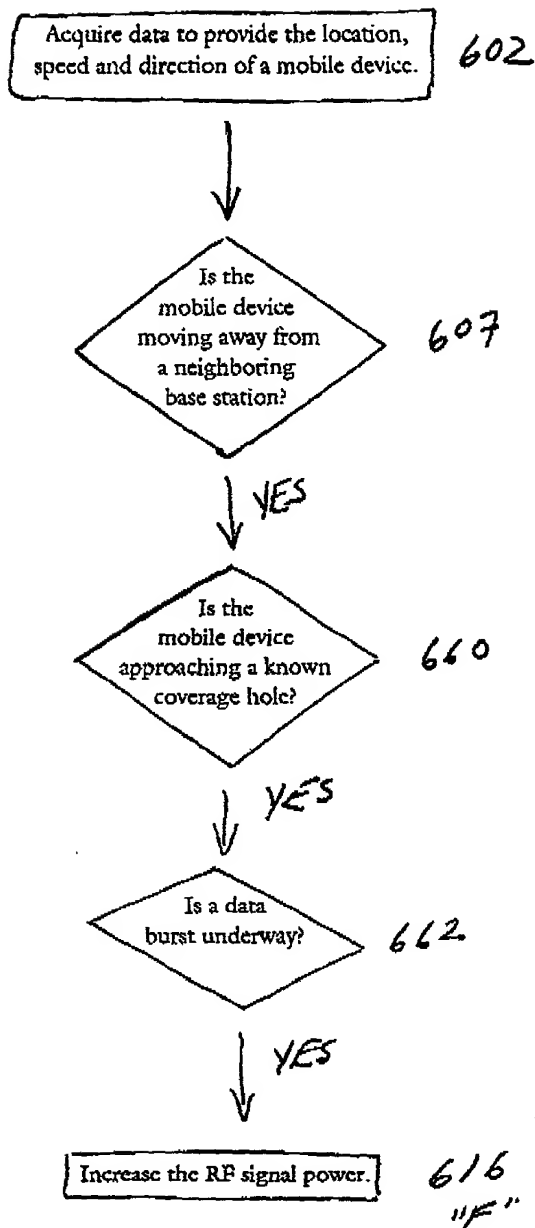 Acquire data to provide the location,
speed and direction of a mobile device.
602
Is the
mobile device
moving away from
a neighboring
base station?
607
YES
Is the
mobile device
approaching a known
coverage hole?
660
YES
Is a data
burst underway?
662
YES
Increase the RF signal power.
616
"F"